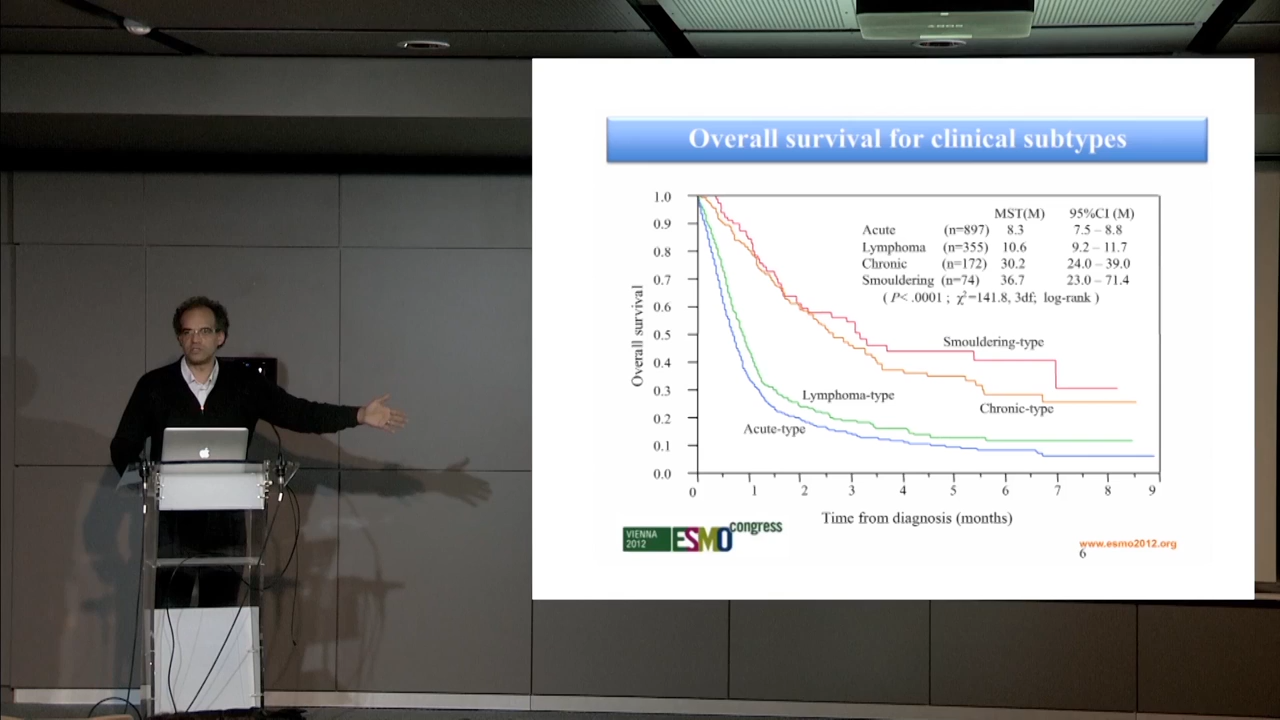 Overall survival for clinical subtypes
1.0
0.9
0.8
0.7
0.6
0.5
0.4
0.3
0.2
0.1
0.0
Overall survival
MST(M) 95%CI (M)
Acute (n=897) 8.3 7.5 – 8.8
Lymphoma (n=355) 10.6 9.2 – 11.7
Chronic (n=172) 30.2 24.0 – 39.0
Smouldering (n=74) 36.7 23.0 – 71.4
( P< .0001 ; χ²=141.8, 3df; log-rank )
Smouldering-type
Lymphoma-type
Chronic-type
Acute-type
0 1 2 3 4 5 6 7 8 9
Time from diagnosis (months)
VIENNA
2012
ESMO congress
www.esmo2012.org
6